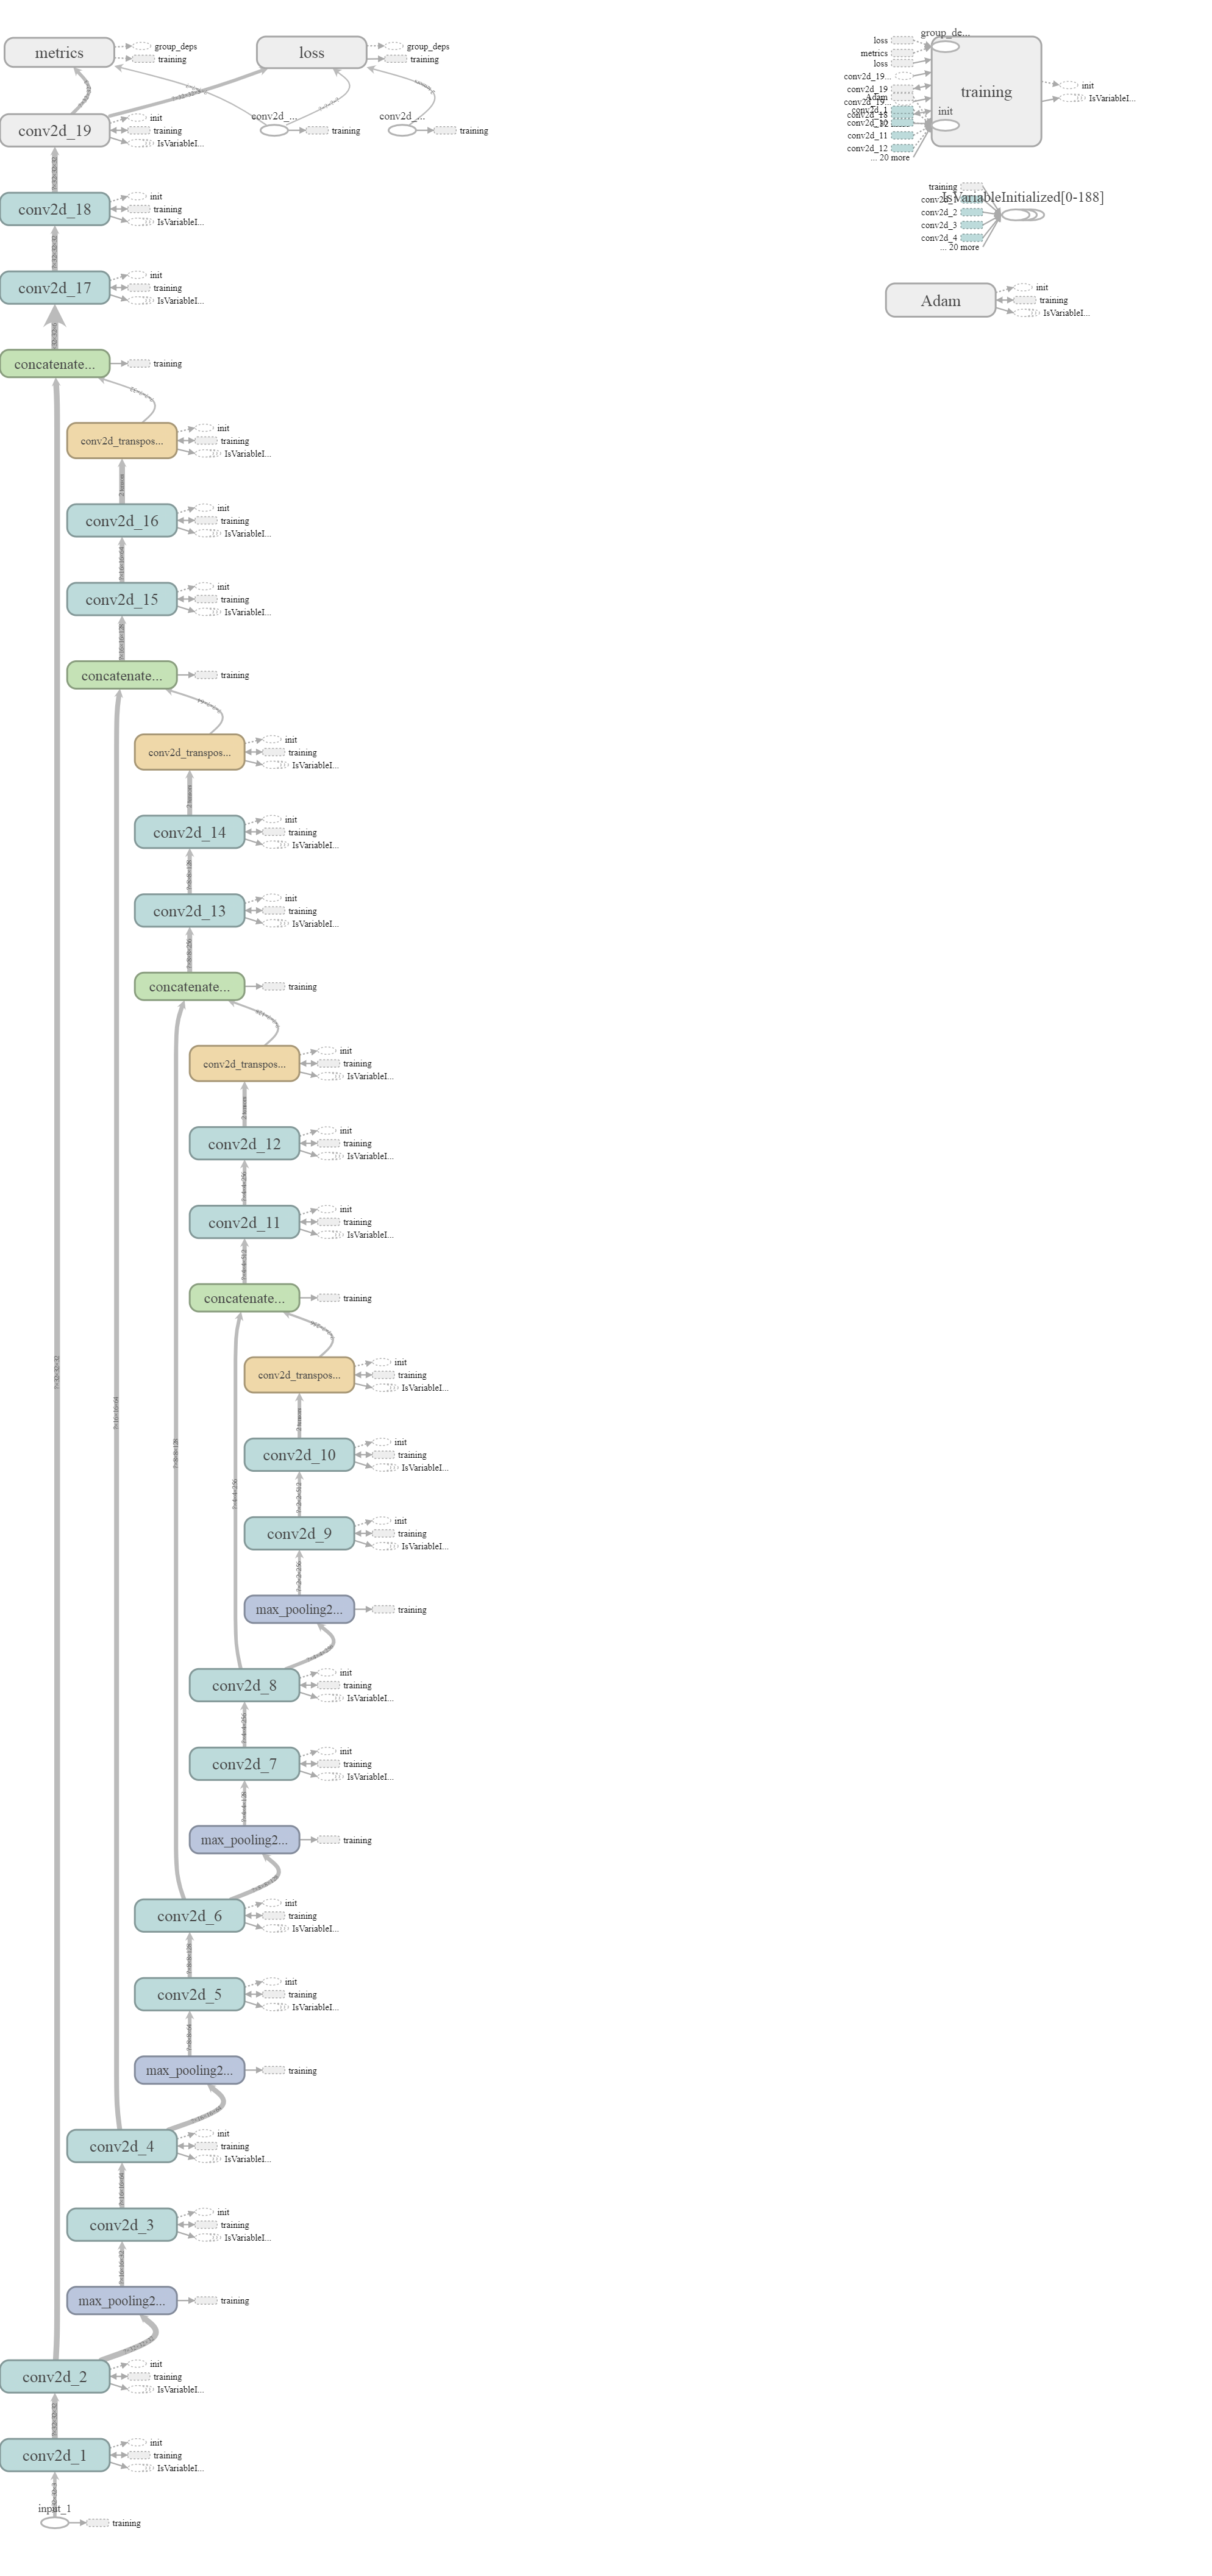 metrics
group_deps
training
loss
group_deps
training
conv2d_19
init
training
IsVariableI...
conv2d_...
training
conv2d_...
training
conv2d_18
init
training
IsVariableI...
conv2d_17
init
training
IsVariableI...
concatenate...
training
conv2d_transpos...
init
training
IsVariableI...
conv2d_16
init
training
IsVariableI...
conv2d_15
init
training
IsVariableI...
concatenate...
training
conv2d_transpos...
init
training
IsVariableI...
conv2d_14
init
training
IsVariableI...
conv2d_13
init
training
IsVariableI...
concatenate...
training
conv2d_transpos...
init
training
IsVariableI...
conv2d_12
init
training
IsVariableI...
conv2d_11
init
training
IsVariableI...
concatenate...
training
conv2d_transpos...
init
training
IsVariableI...
conv2d_10
init
training
IsVariableI...
conv2d_9
init
training
IsVariableI...
max_pooling2...
training
conv2d_8
init
training
IsVariableI...
conv2d_7
init
training
IsVariableI...
max_pooling2...
training
conv2d_6
init
training
IsVariableI...
conv2d_5
init
training
IsVariableI...
max_pooling2...
training
conv2d_4
init
training
IsVariableI...
conv2d_3
init
training
IsVariableI...
max_pooling2...
training
conv2d_2
init
training
IsVariableI...
conv2d_1
init
training
IsVariableI...
input_1
training
group_de...
loss
metrics
loss
conv2d_19...
conv2d_19
Adam
conv2d_19...
conv2d_1
conv2d_18
conv2d_10
conv2d_11
conv2d_12
... 20 more
training
init
init
IsVariableI...
IsVariableInitialized[0-188]
training
conv2d_1
conv2d_2
conv2d_3
conv2d_4
... 20 more
Adam
init
training
IsVariableI...